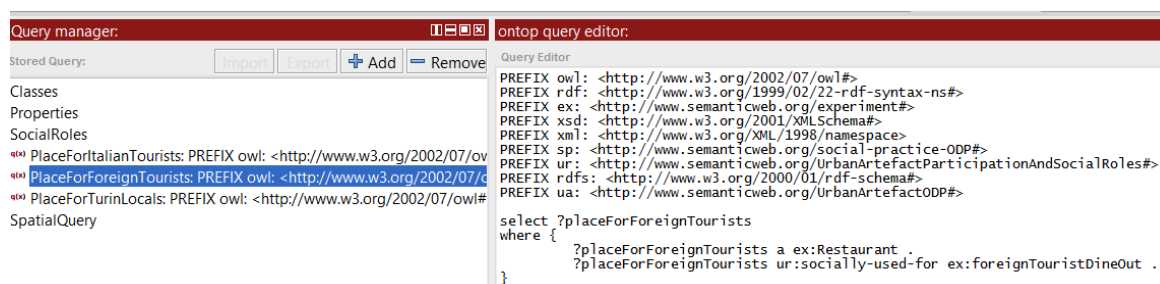 Query manager:
Stored Query:
Import Export Add Remove
Classes
Properties
SocialRoles
q(x) PlaceForItalianTourists: PREFIX owl: <http://www.w3.org/2002/07/ov
q(x) PlaceForForeignTourists: PREFIX owl: <http://www.w3.org/2002/07/c
q(x) PlaceForTurinLocals: PREFIX owl: <http://www.w3.org/2002/07/owl#
SpatialQuery
ontop query editor:
Query Editor
PREFIX owl: <http://www.w3.org/2002/07/owl#>
PREFIX rdf: <http://www.w3.org/1999/02/22-rdf-syntax-ns#>
PREFIX ex: <http://www.semanticweb.org/experiment#>
PREFIX xsd: <http://www.w3.org/2001/XMLSchema#>
PREFIX xml: <http://www.w3.org/XML/1998/namespace>
PREFIX sp: <http://www.semanticweb.org/social-practice-ODP#>
PREFIX ur: <http://www.semanticweb.org/UrbanArtefactParticipationAndSocialRoles#>
PREFIX rdfs: <http://www.w3.org/2000/01/rdf-schema#>
PREFIX ua: <http://www.semanticweb.org/UrbanArtefactODP#>
select ?placeForForeignTourists
where {
?placeForForeignTourists a ex:Restaurant .
?placeForForeignTourists ur:socially-used-for ex:foreignTouristDineOut .
}